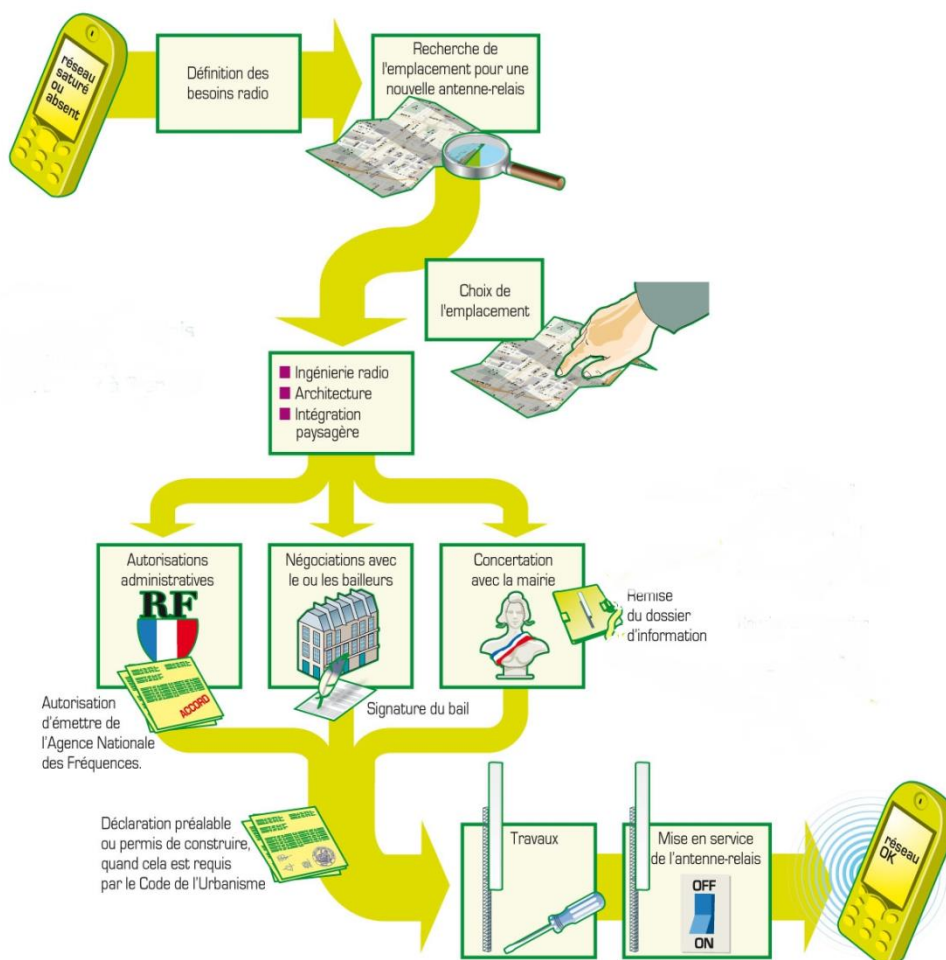 réseau
saturé
ou
absent
Définition des
besoins radio
Recherche de
l'emplacement pour une
nouvelle antenne-relais
Choix de
l'emplacement
Ingénierie radio
Architecture
Intégration
paysagère
Autorisations
administratives
RF
ACCORD
Autorisation
d'émettre de
l'Agence Nationale
des Fréquences.
Négociations avec
le ou les bailleurs
Signature du bail
Concertation
avec la mairie
Remise
du dossier
d'information
Déclaration préalable
ou permis de construire,
quand cela est requis
par le Code de l'Urbanisme
Travaux
Mise en service
de l'antenne-relais
OFF
ON
réseau
OK